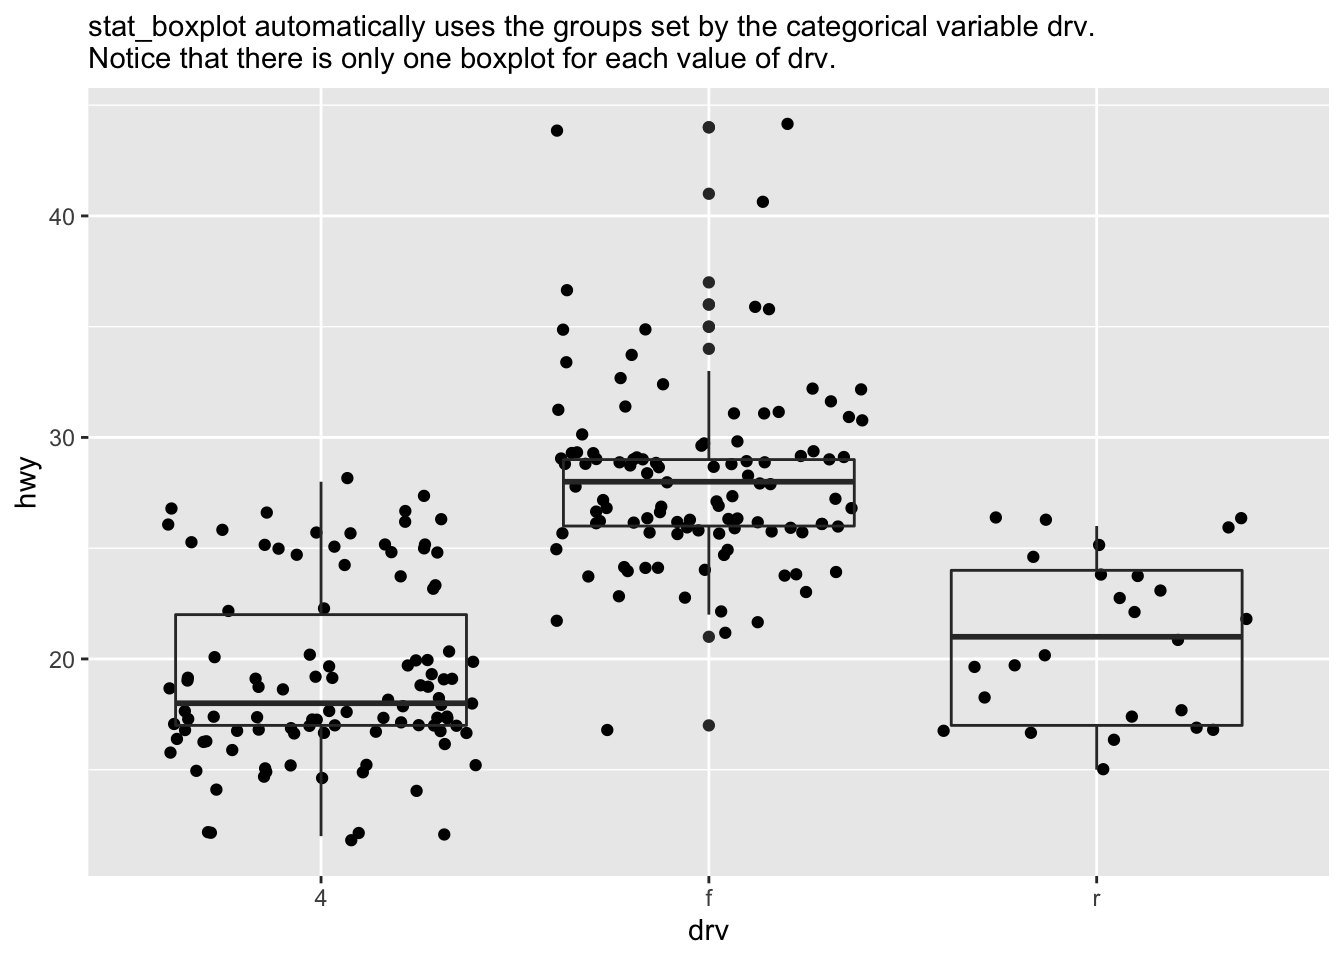 stat_boxplot automatically uses the groups set by the categorical variable drv.
Notice that there is only one boxplot for each value of drv.
40
30
20
hwy
4 f r
drv